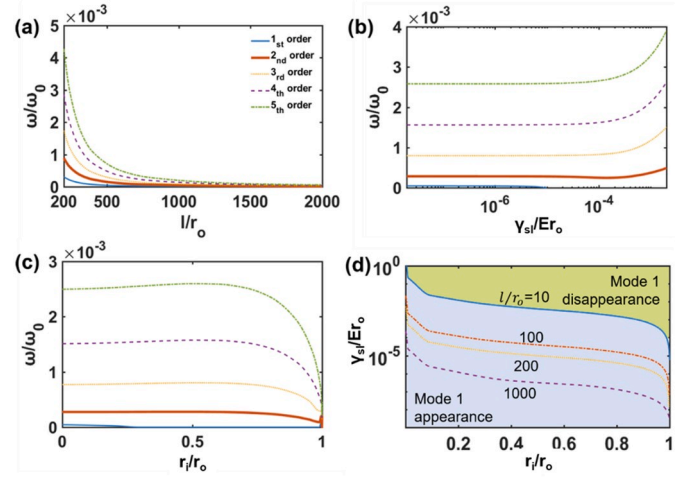 (a)
×10⁻³
5
4
3
2
1
0
ω/ω₀
200
500
1000
1500
2000
l/rₒ
1st order
2nd order
3rd order
4th order
5th order
(b)
×10⁻³
4
3
2
1
0
ω/ω₀
10⁻⁶
10⁻⁴
γsl/Erₒ
(c)
×10⁻³
3
2
1
0
ω/ω₀
0
0.5
1
rᵢ/rₒ
(d)
10⁰
10⁻⁵
γsl/Erₒ
Mode 1
disappearance
l/rₒ=10
100
200
1000
Mode 1
appearance
0.2
0.4
0.6
0.8
1
rᵢ/rₒ